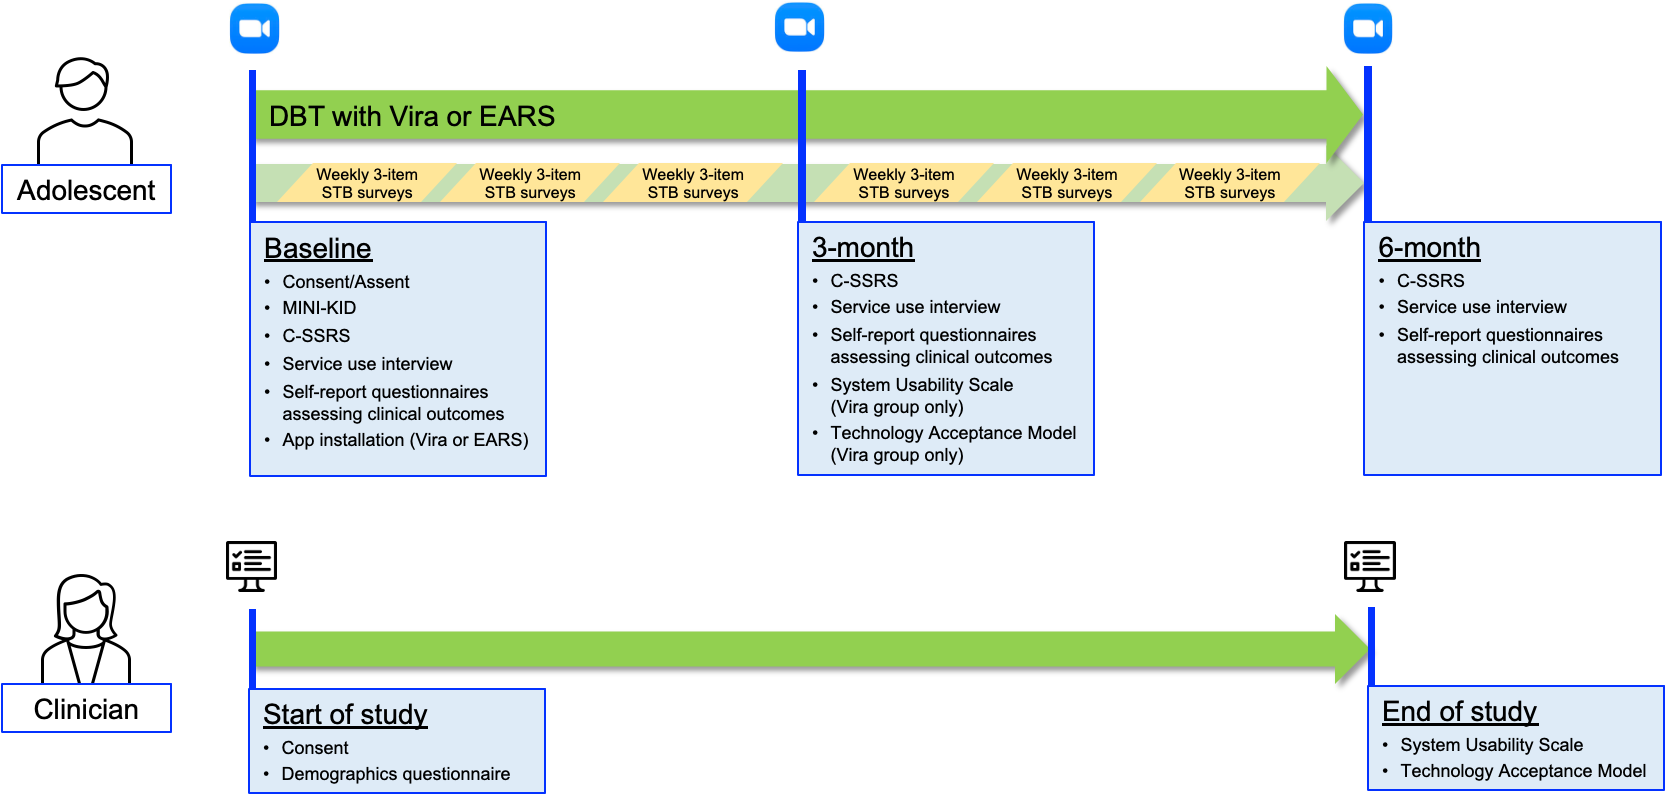 DBT with Vira or EARS
Adolescent
Weekly 3-item
STB surveys
Weekly 3-item
STB surveys
Weekly 3-item
STB surveys
Weekly 3-item
STB surveys
Weekly 3-item
STB surveys
Weekly 3-item
STB surveys
Baseline
• Consent/Assent
• MINI-KID
• C-SSRS
• Service use interview
• Self-report questionnaires
assessing clinical outcomes
• App installation (Vira or EARS)
3-month
• C-SSRS
• Service use interview
• Self-report questionnaires
assessing clinical outcomes
• System Usability Scale
(Vira group only)
• Technology Acceptance Model
(Vira group only)
6-month
• C-SSRS
• Service use interview
• Self-report questionnaires
assessing clinical outcomes
Clinician
Start of study
• Consent
• Demographics questionnaire
End of study
• System Usability Scale
• Technology Acceptance Model